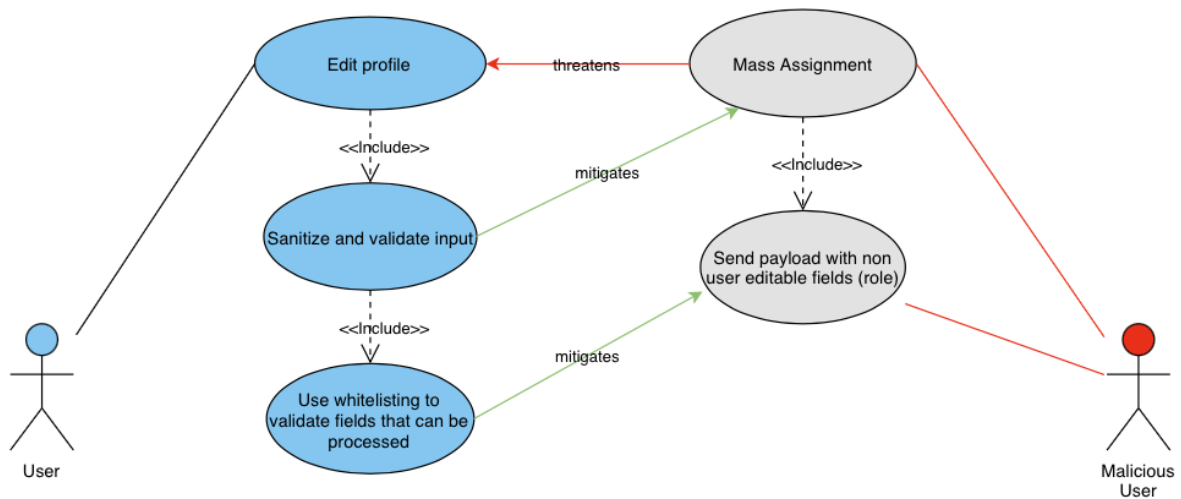 Edit profile
threatens
Mass Assignment
<<Include>>
<<Include>>
mitigates
Sanitize and validate input
Send payload with non
user editable fields (role)
<<Include>>
mitigates
Use whitelisting to
validate fields that can be
processed
User
Malicious
User